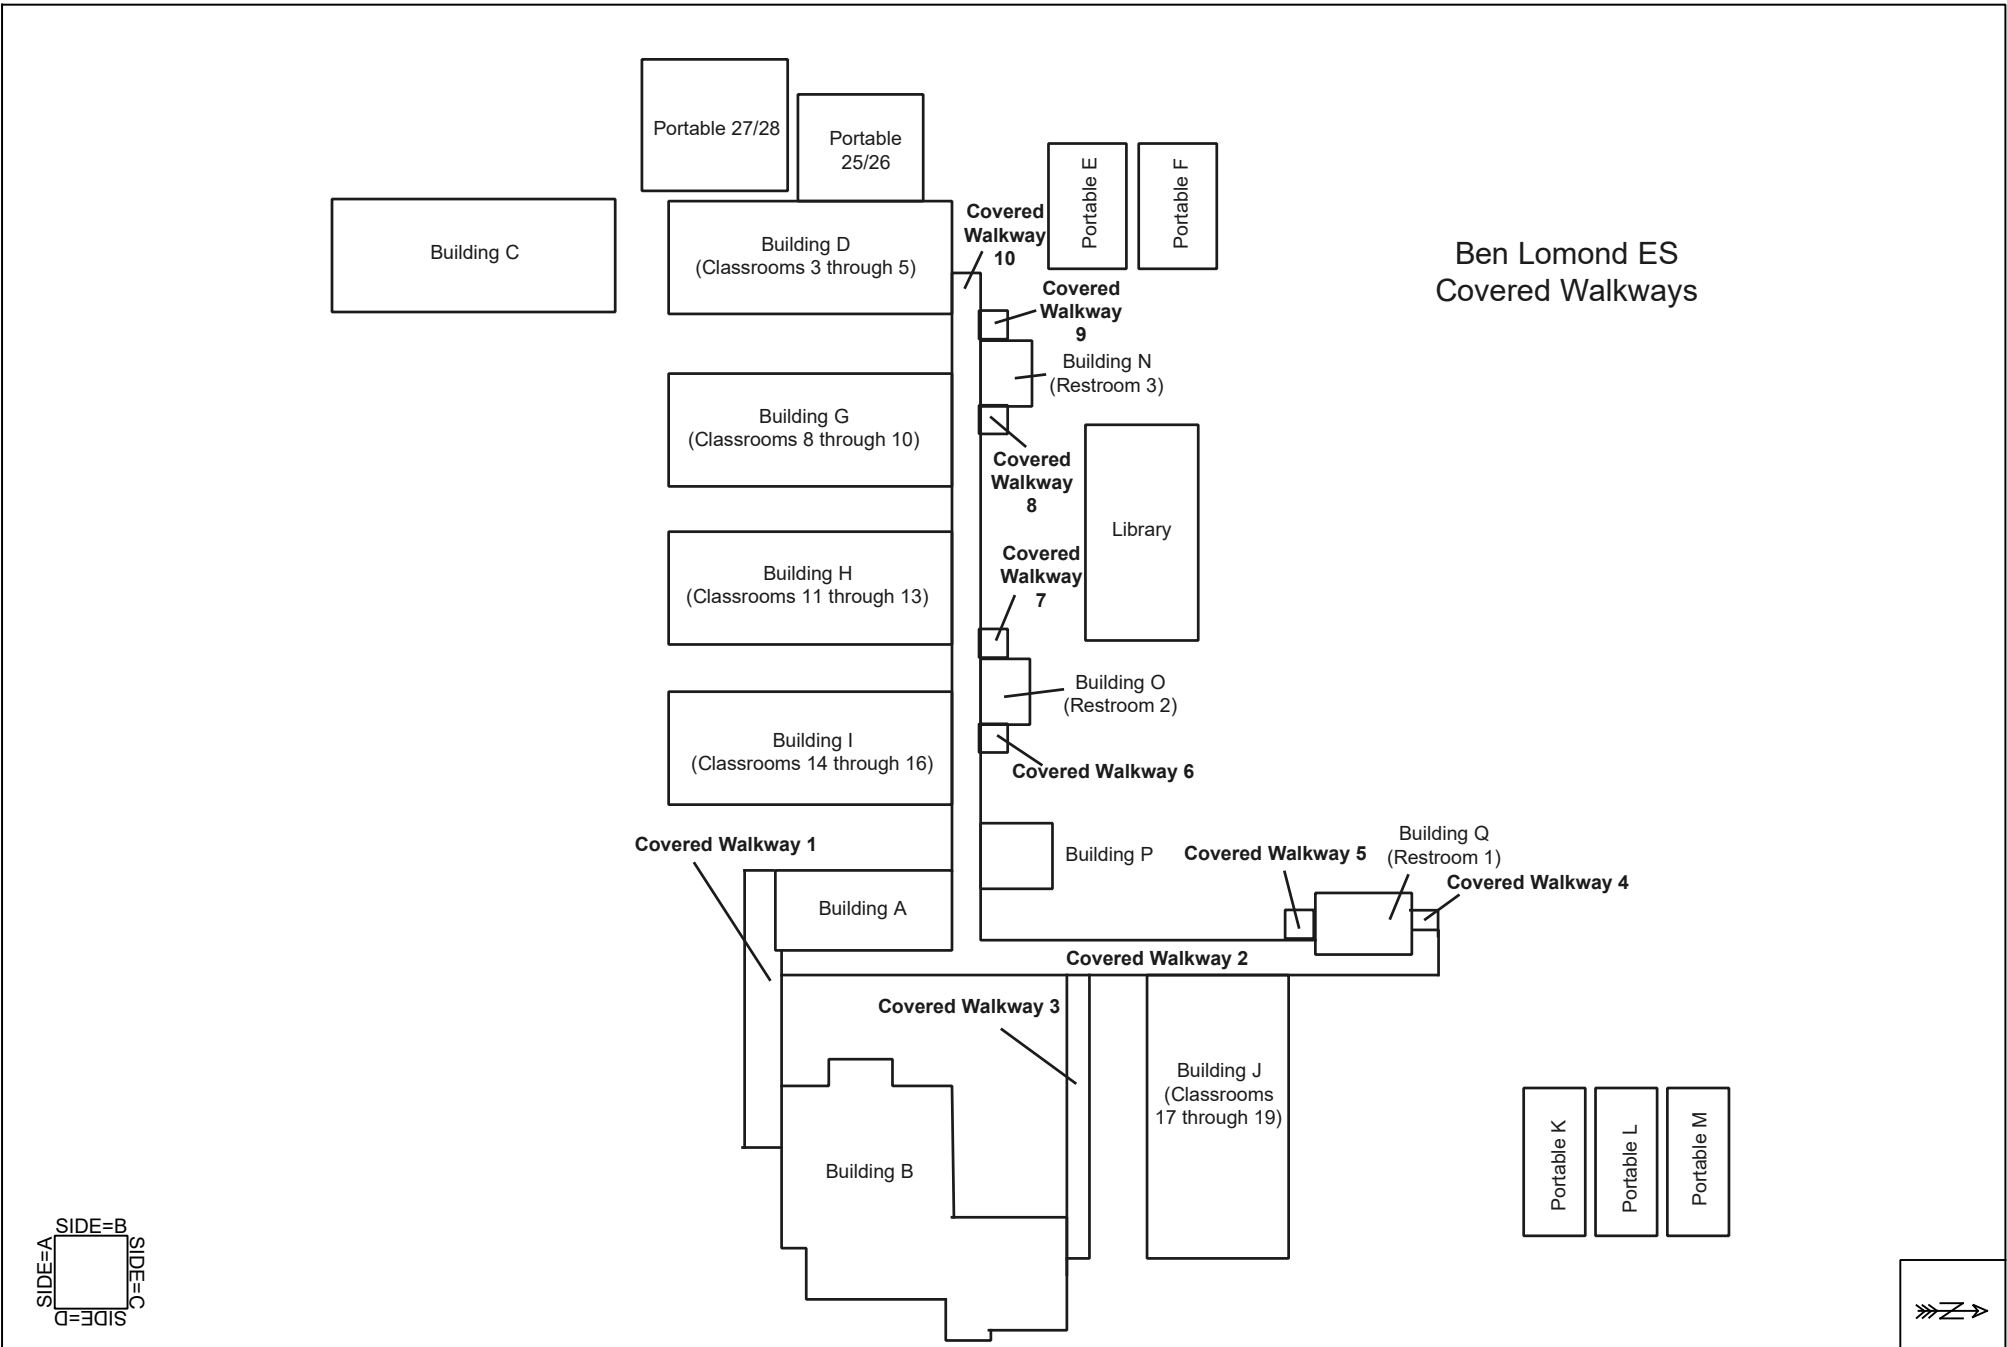 Portable 27/28
Portable
25/26
Portable E
Portable F
Covered
Walkway
10
Building C
Building D
(Classrooms 3 through 5)
Ben Lomond ES
Covered Walkways
Covered
Walkway
9
Building N
(Restroom 3)
Building G
(Classrooms 8 through 10)
Covered
Walkway
8
Library
Covered
Walkway
7
Building H
(Classrooms 11 through 13)
Building O
(Restroom 2)
Building I
(Classrooms 14 through 16)
Covered Walkway 6
Covered Walkway 1
Building P
Covered Walkway 5
Building Q
(Restroom 1)
Covered Walkway 4
Building A
Covered Walkway 2
Covered Walkway 3
Building J
(Classrooms
17 through 19)
Building B
Portable K
Portable L
Portable M
SIDE=B
SIDE=A
SIDE=C
SIDE=D
N